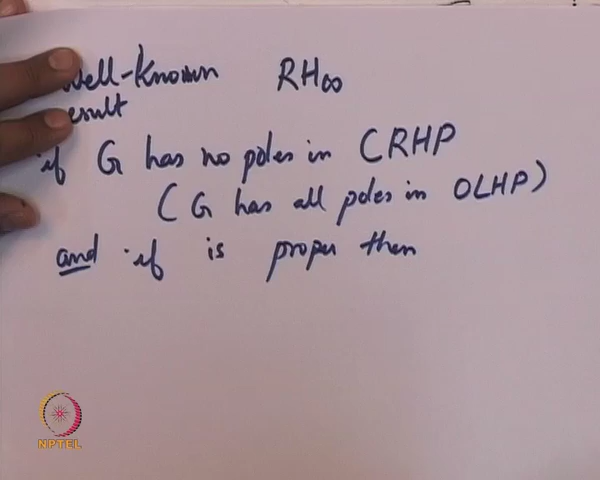 Well-Known RH∞
result
if G has no poles in CRHP
(G has all poles in OLHP)
and if is proper then
NPTEL